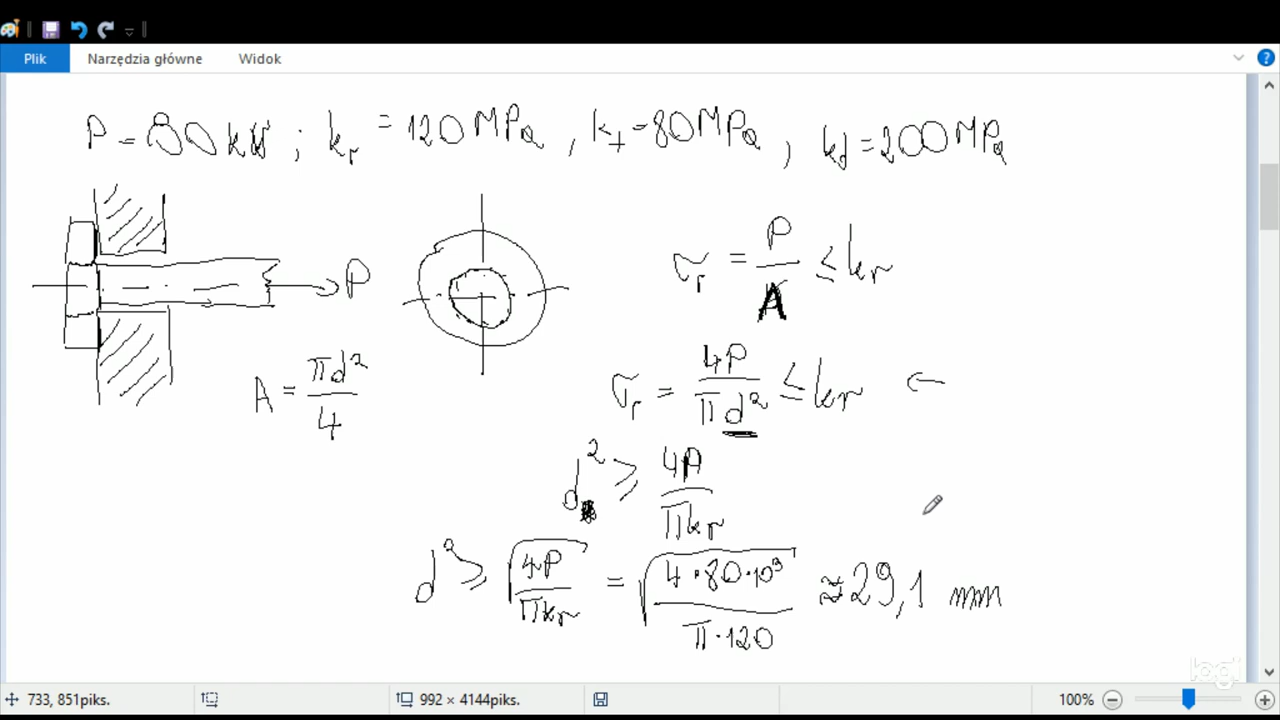 Plik Narzędzia główne Widok
P = 80 kN ; kr = 120 MPa , kt = 80 MPa , kd = 200 MPa
P
σr = P/A ≤ kr
A = πd²/4
σr = 4P/πd² ≤ kr ←
d² ≥ 4P/πkr
d² ≥ √(4P/πkr) = √(4·80·10³/π·120) ≈ 29,1 mm
logi
733, 851piks. 992 × 4144piks. 100%